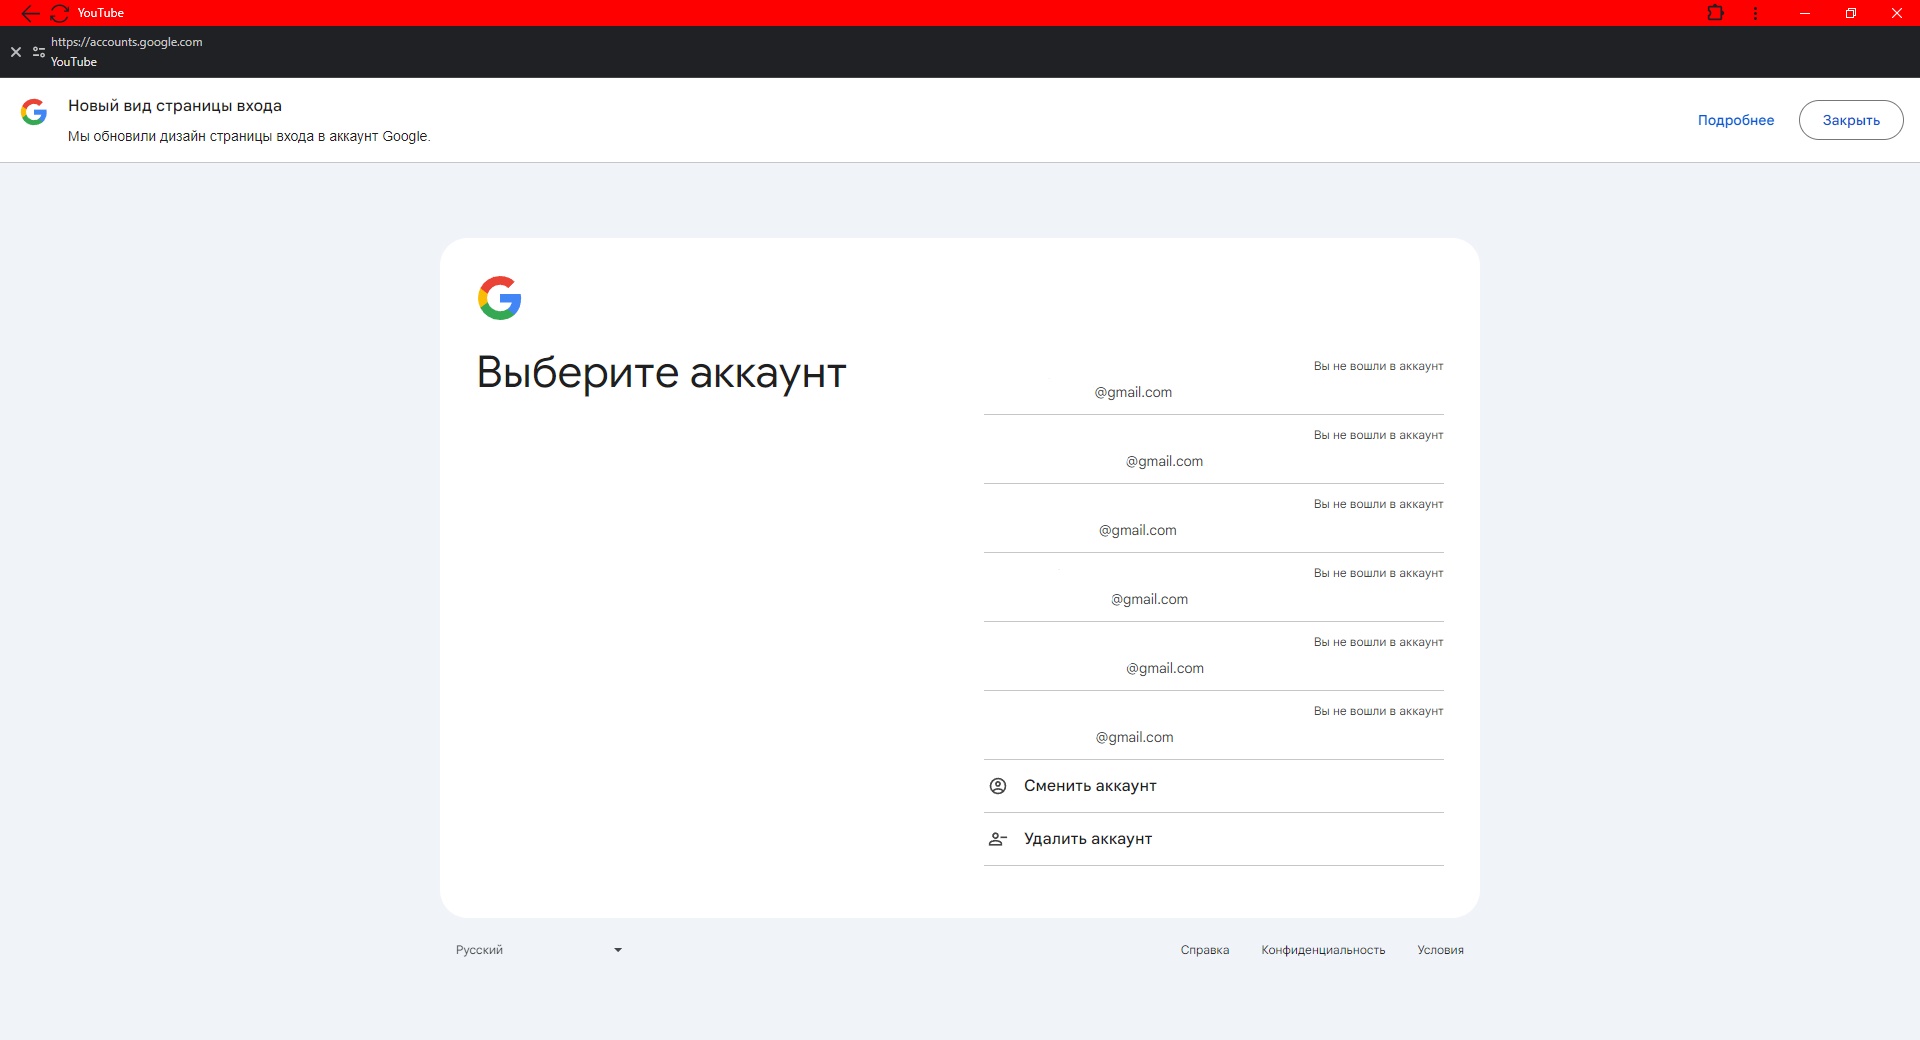 YouTube
https://accounts.google.com
YouTube
Новый вид страницы входа
Мы обновили дизайн страницы входа в аккаунт Google.
Подробнее
Закрыть
Выберите аккаунт
Вы не вошли в аккаунт
@gmail.com
Вы не вошли в аккаунт
@gmail.com
Вы не вошли в аккаунт
@gmail.com
Вы не вошли в аккаунт
@gmail.com
Вы не вошли в аккаунт
@gmail.com
Вы не вошли в аккаунт
@gmail.com
Сменить аккаунт
Удалить аккаунт
Русский
Справка Конфиденциальность Условия